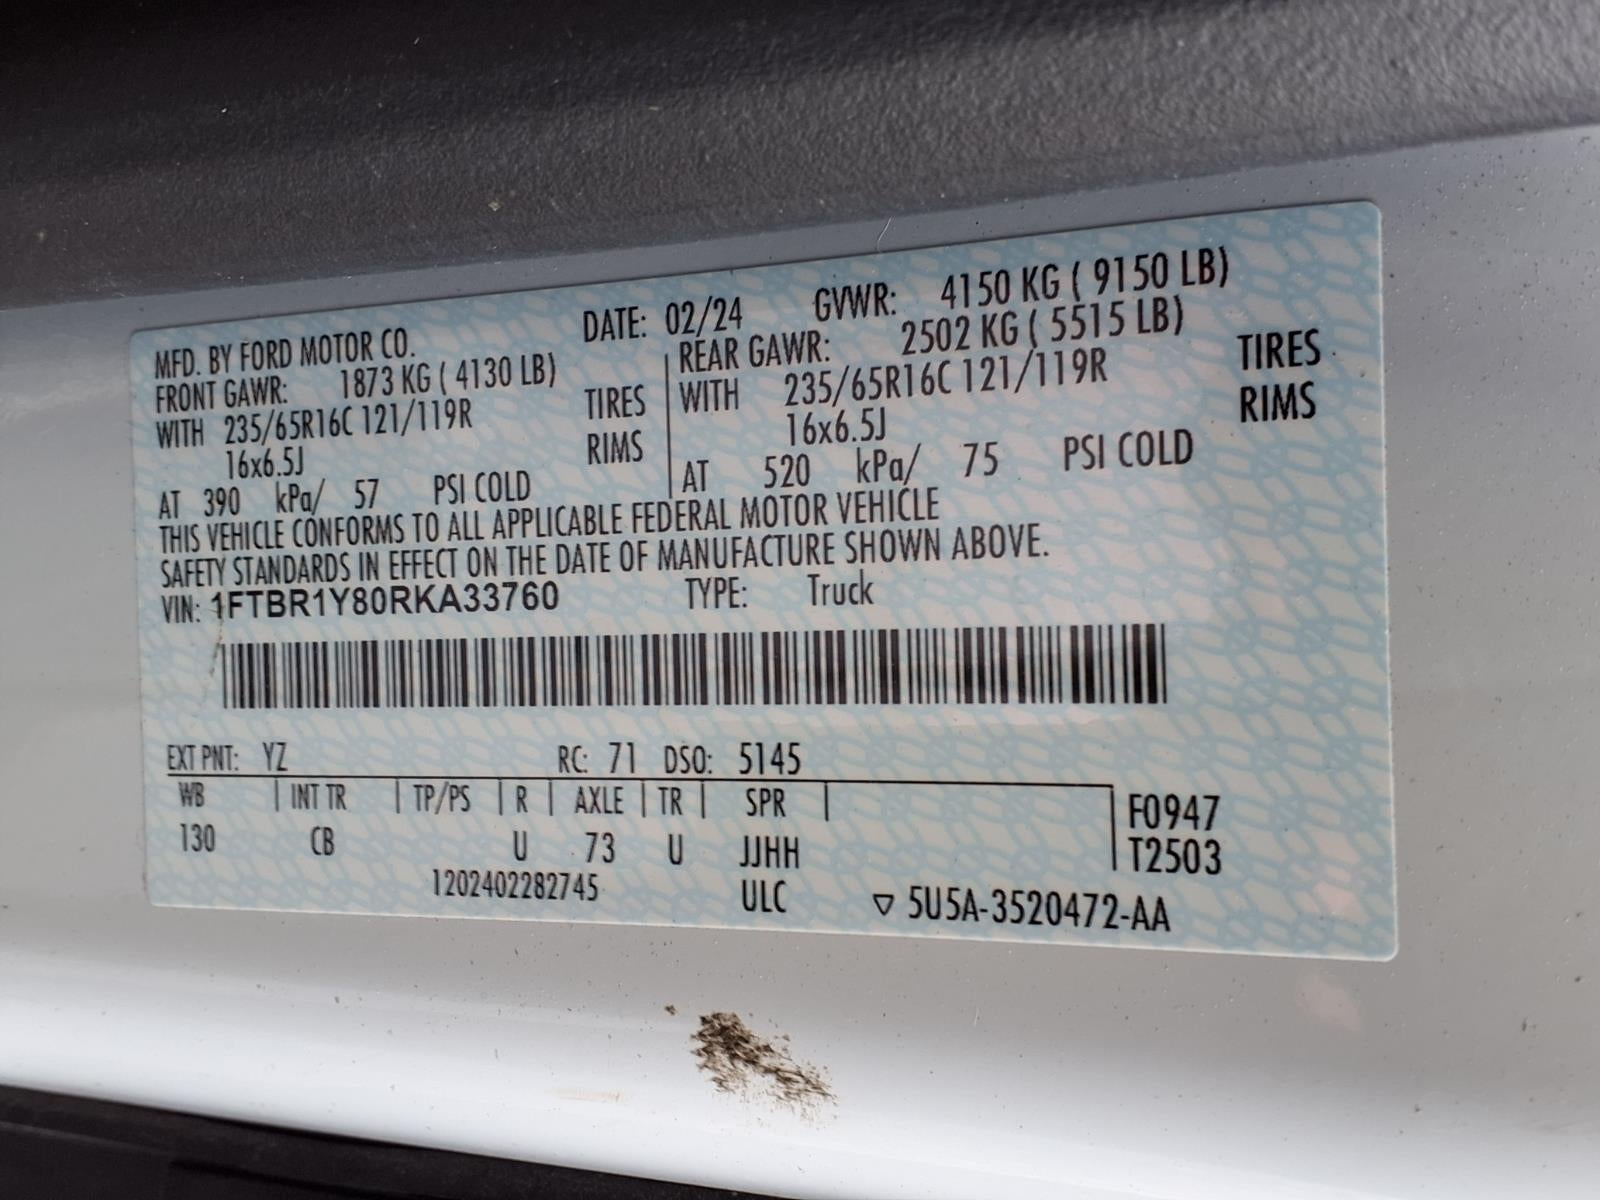 MFD. BY FORD MOTOR CO. DATE: 02/24 GVWR: 4150 KG ( 9150 LB)
FRONT GAWR: 1873 KG ( 4130 LB)
WITH 235/65R16C 121/119R TIRES
16x6.5J RIMS
AT 390 kPa/ 57 PSI COLD
REAR GAWR: 2502 KG ( 5515 LB)
WITH 235/65R16C 121/119R TIRES
16x6.5J RIMS
AT 520 kPa/ 75 PSI COLD
THIS VEHICLE CONFORMS TO ALL APPLICABLE FEDERAL MOTOR VEHICLE
SAFETY STANDARDS IN EFFECT ON THE DATE OF MANUFACTURE SHOWN ABOVE.
VIN: 1FTBR1Y80RKA33760 TYPE: Truck
EXT PNT: YZ RC: 71 DSO: 5145
WB | INT TR | TP/PS | R | AXLE | TR | SPR | F0947
130 CB U 73 U JJHH T2503
1202402282745 ULC ▽ 5U5A-3520472-AA